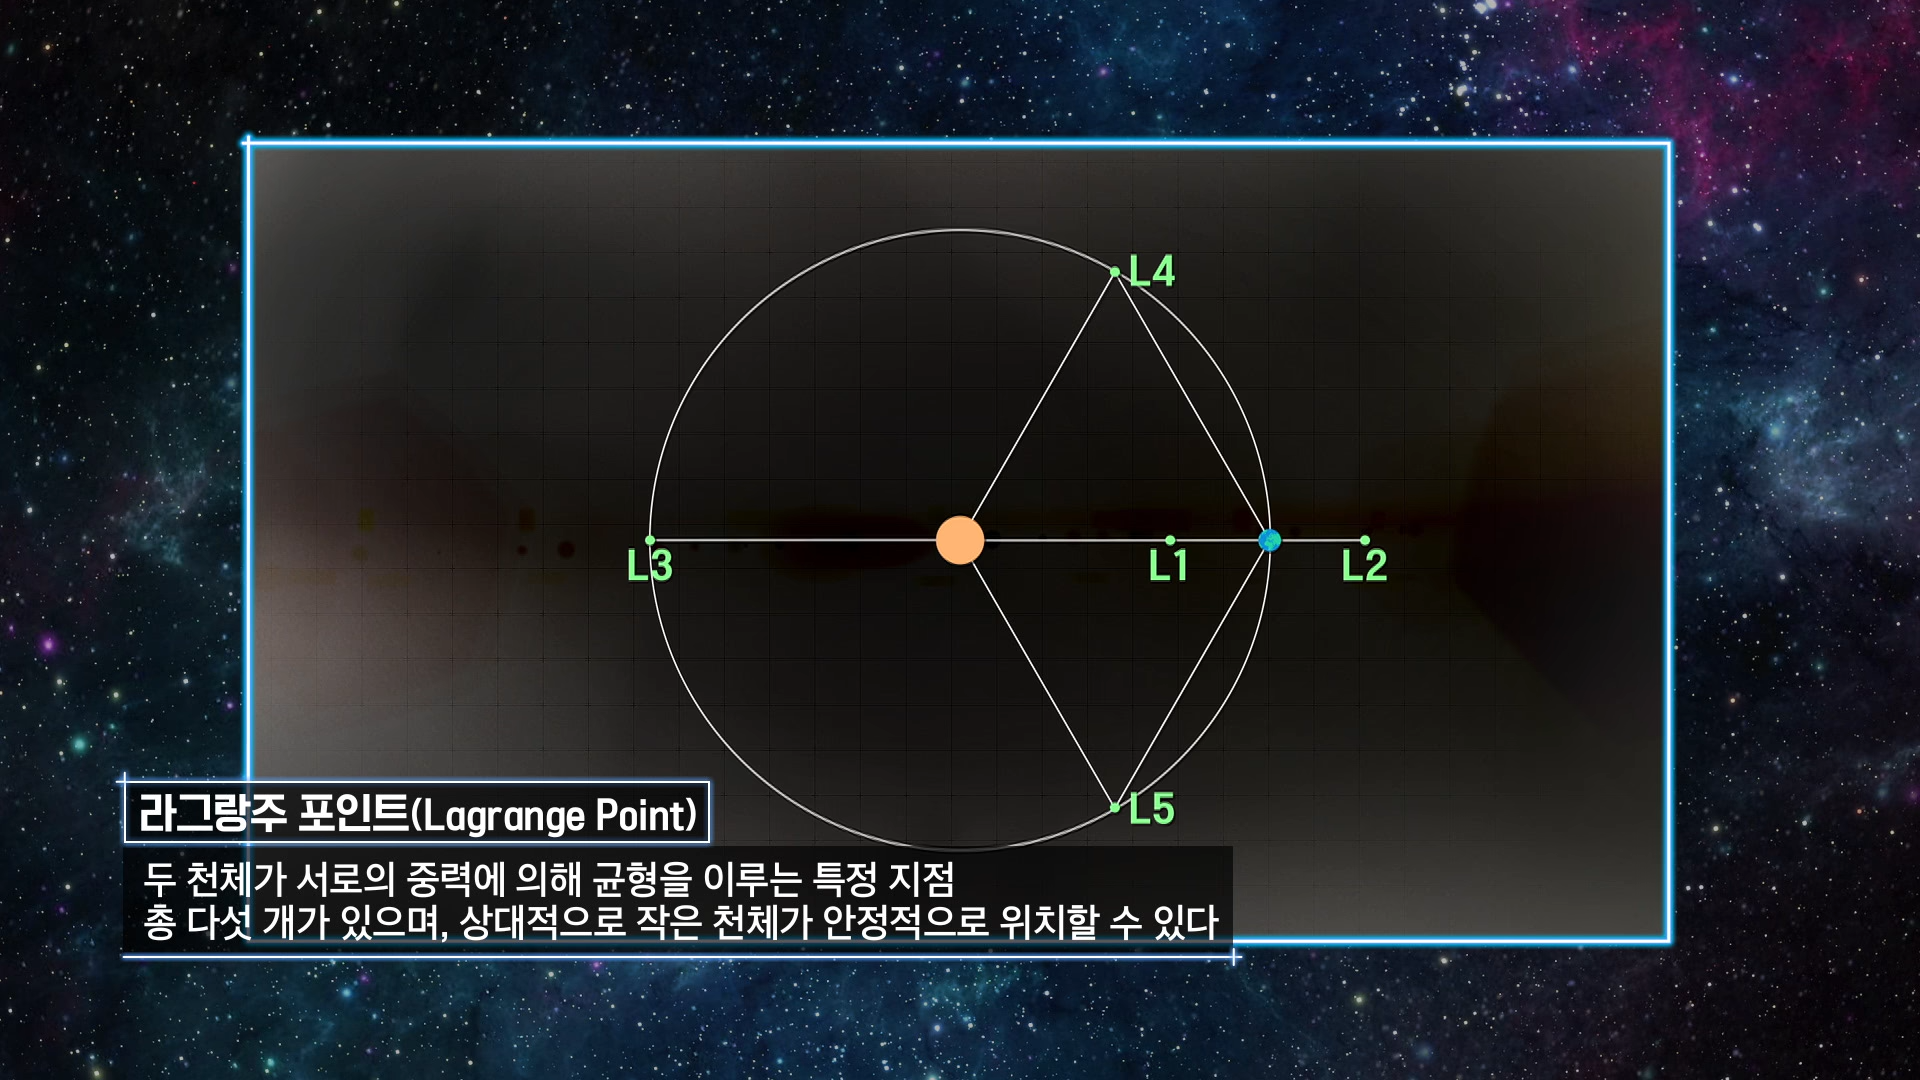 L4
L3
L1
L2
L5
라그랑주 포인트(Lagrange Point)
두 천체가 서로의 중력에 의해 균형을 이루는 특정 지점
총 다섯 개가 있으며, 상대적으로 작은 천체가 안정적으로 위치할 수 있다